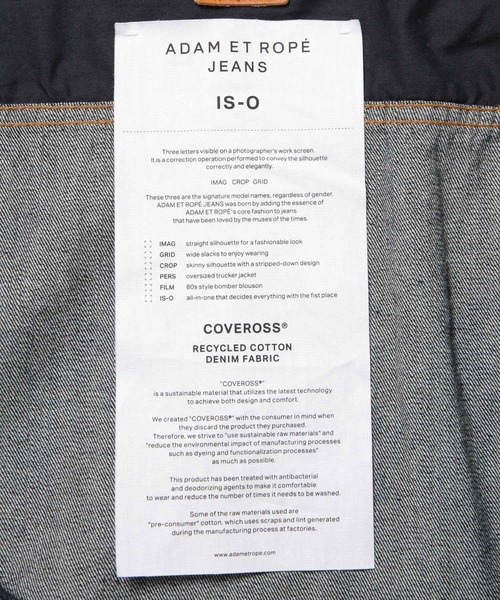 ADAM ET ROPÉ
JEANS
IS-O
Three letters visible on a photographer's work screen.
It is a correction operation performed to convey the silhouette
correctly and elegantly.
IMAG CROP GRID
These three are the signature model names, regardless of gender.
ADAM ET ROPÉ JEANS was born by adding the essence of
ADAM ET ROPÉ's core fashion to jeans
that have been loved by the muses of the times.
IMAG straight silhouette for a fashionable look
GRID wide slacks to enjoy wearing
CROP skinny silhouette with a stripped-down design
PERS oversized trucker jacket
FILM 80s style bomber blouson
IS-O all-in-one that decides everything with the fist place
COVEROSS®
RECYCLED COTTON
DENIM FABRIC
"COVEROSS®"
is a sustainable material that utilizes the latest technology
to achieve both design and comfort.
We created "COVEROSS®" with the consumer in mind when
they discard the product they purchased.
Therefore, we strive to "use sustainable raw materials" and
"reduce the environmental impact of manufacturing processes
such as dyeing and functionalization processes"
as much as possible.
This product has been treated with antibacterial
and deodorizing agents to make it comfortable
to wear and reduce the number of times it needs to be washed.
Some of the raw materials used are
"pre-consumer" cotton, which uses scraps and lint generated
during the manufacturing process at factories.
www.adametrope.com